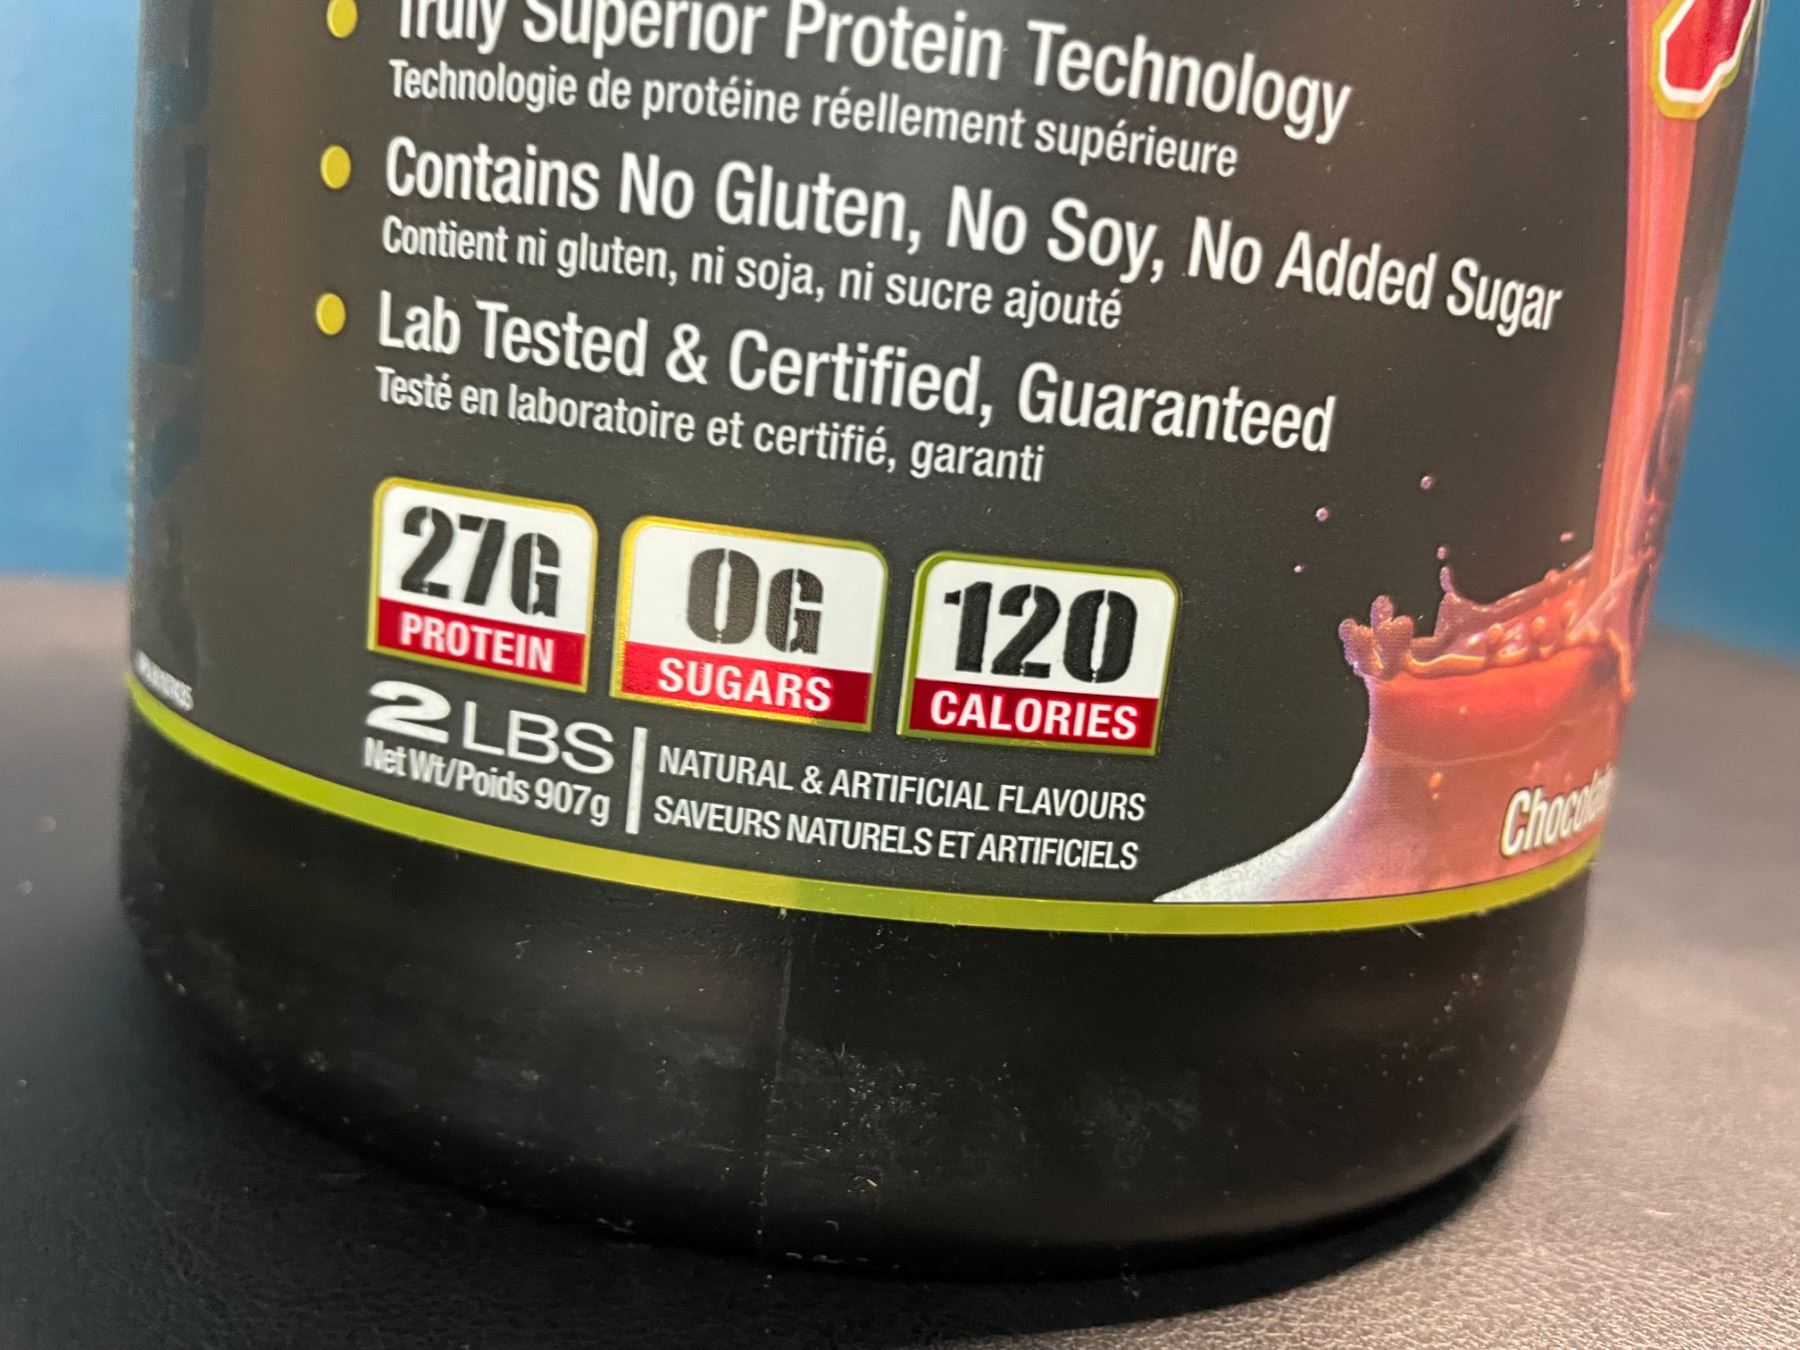 Truly Superior Protein Technology
Technologie de protéine réellement supérieure
Contains No Gluten, No Soy, No Added Sugar
Contient ni gluten, ni soja, ni sucre ajouté
Lab Tested & Certified, Guaranteed
Testé en laboratoire et certifié, garanti
27G
PROTEIN
0G
SUGARS
120
CALORIES
2 LBS
Net Wt/Poids 907g
NATURAL & ARTIFICIAL FLAVOURS
SAVEURS NATURELS ET ARTIFICIELS